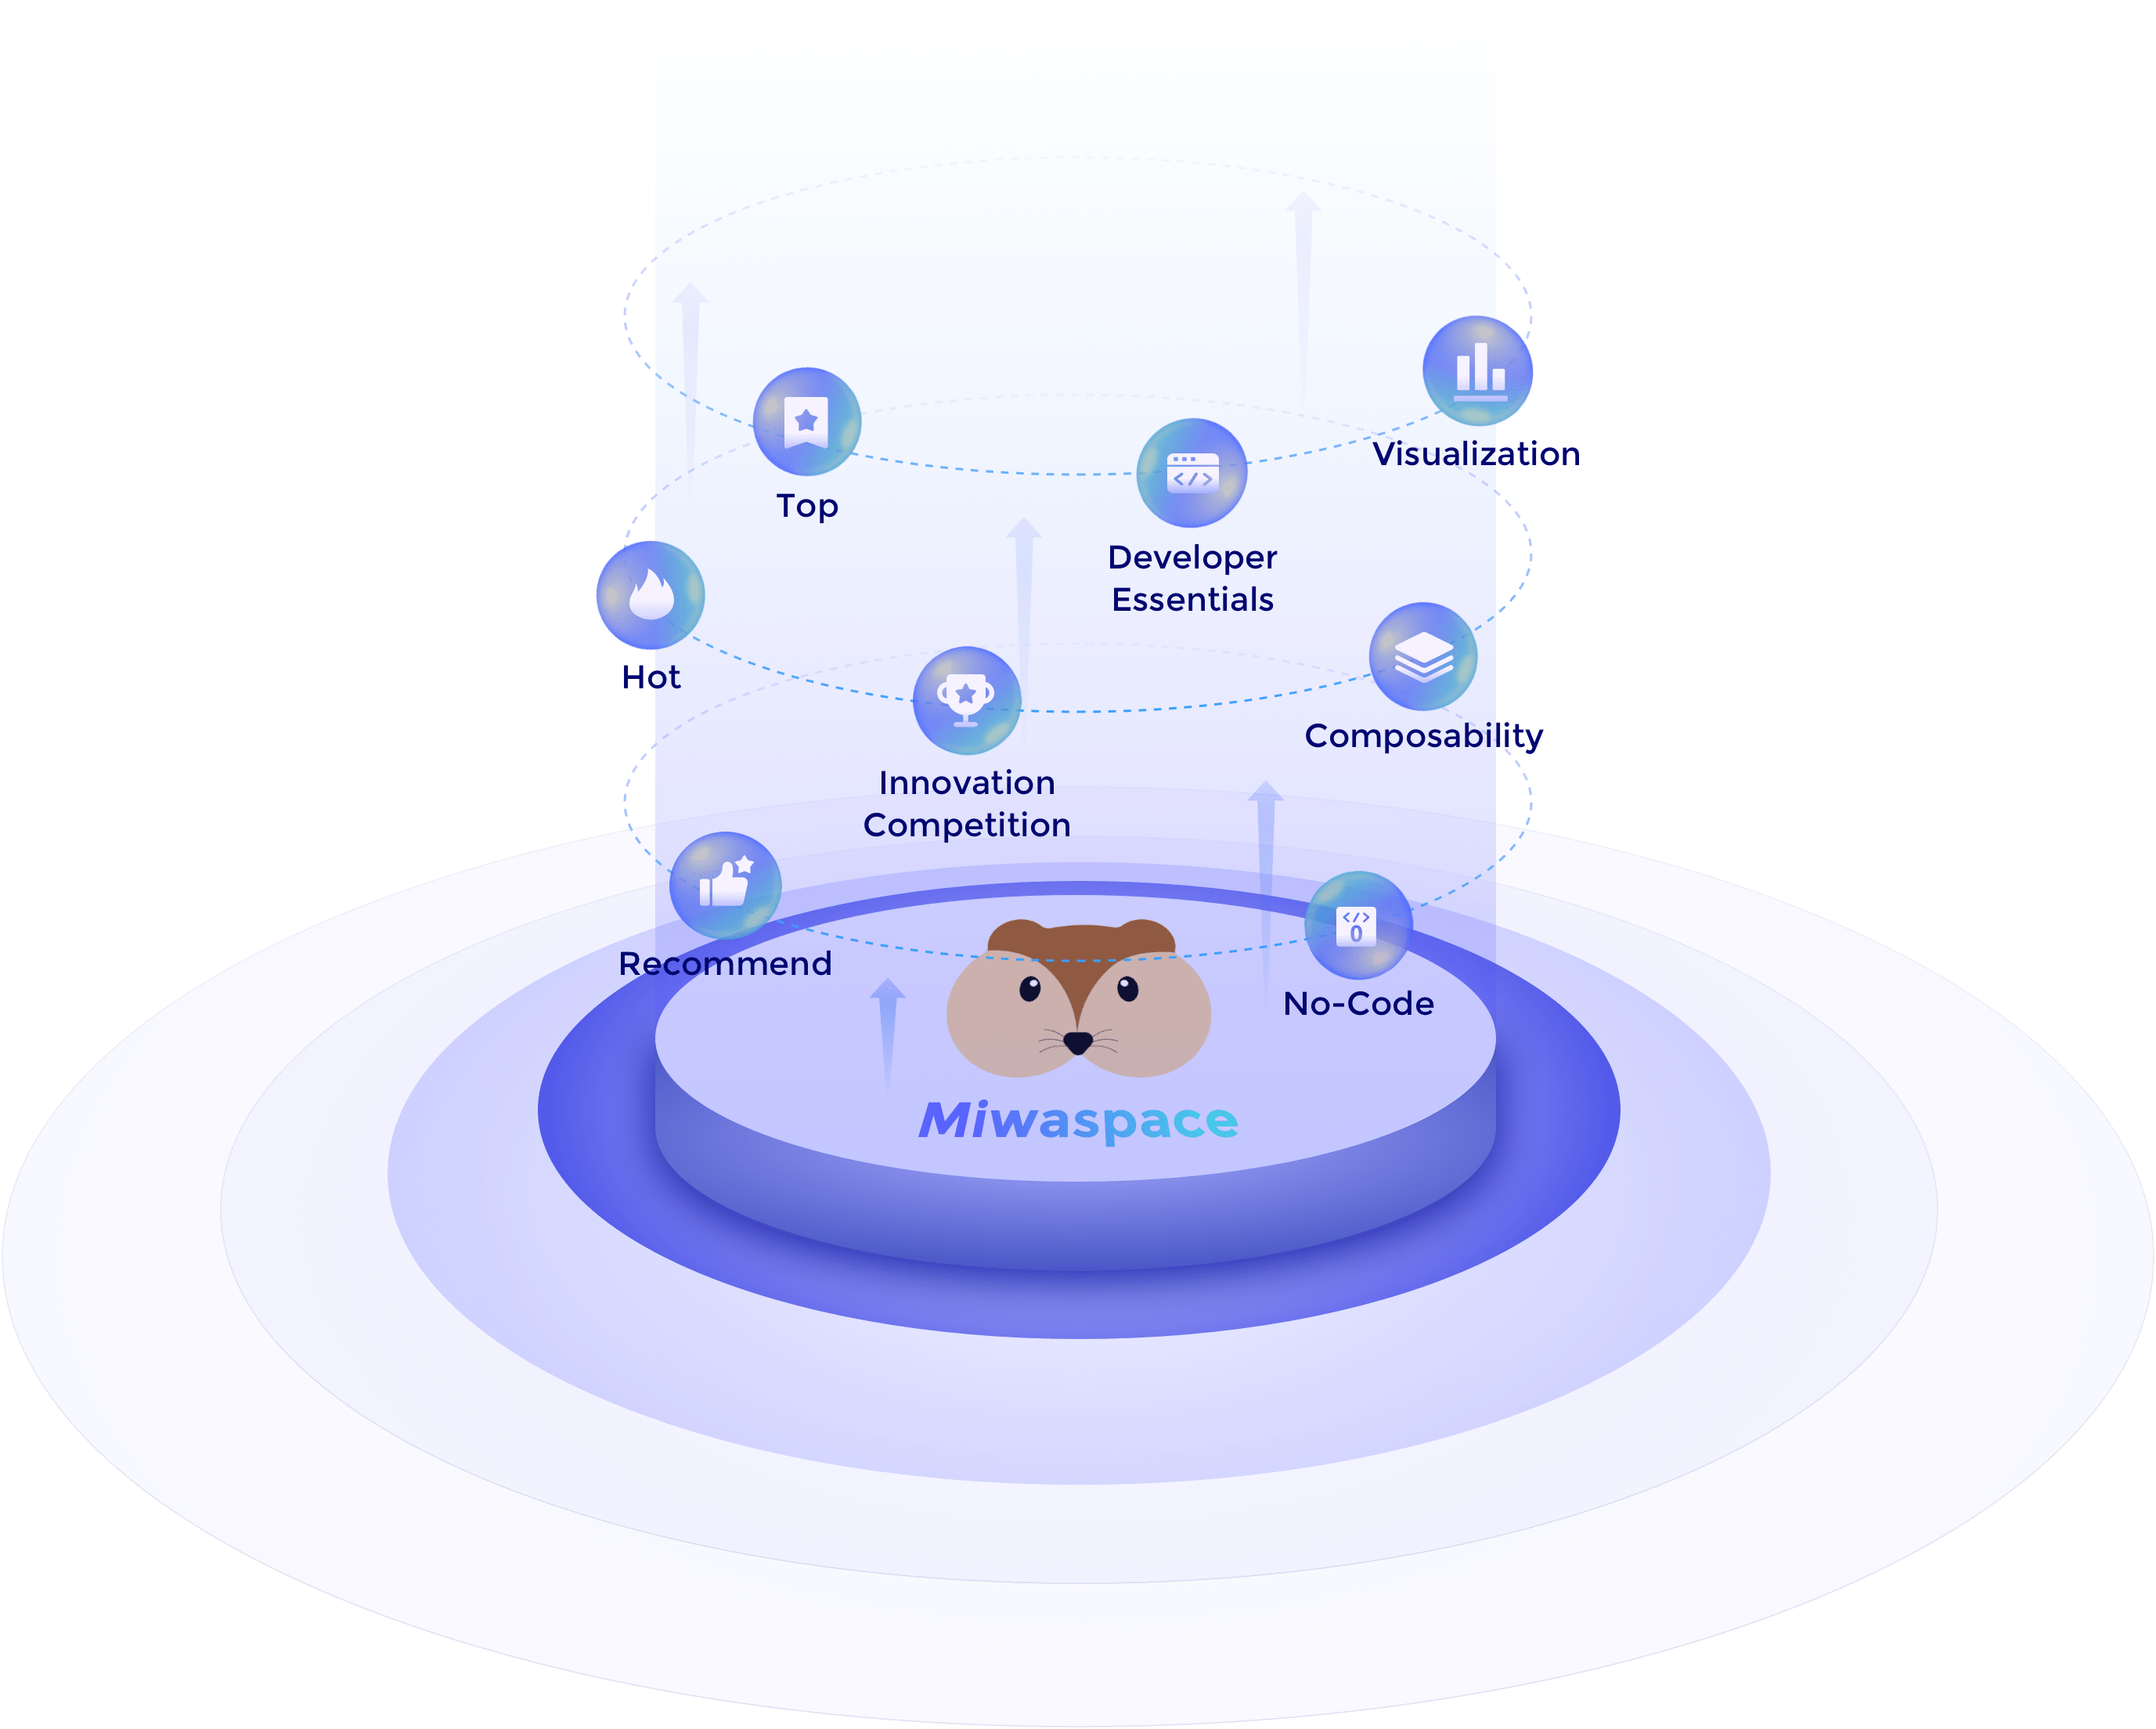 Visualization
Top
Developer
Essentials
Hot
Composability
Innovation
Competition
Recommend
No-Code
Miwaspace